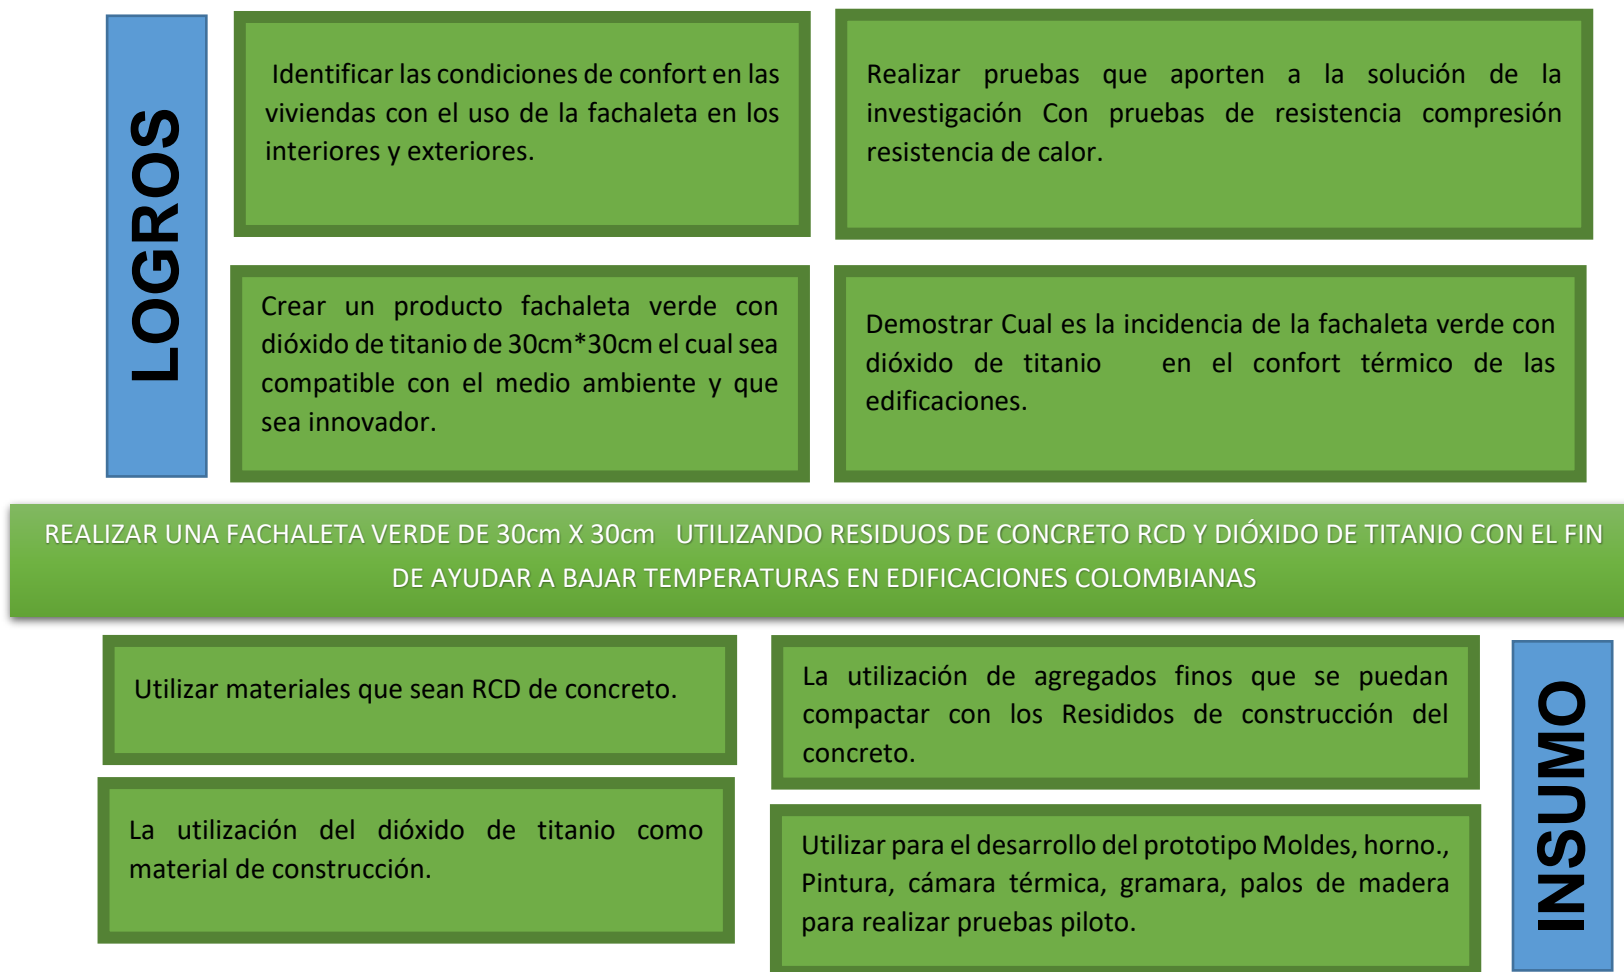 LOGROS
Identificar las condiciones de confort en las
viviendas con el uso de la fachaleta en los
interiores y exteriores.
Realizar pruebas que aporten a la solución de la
investigación Con pruebas de resistencia compresión
resistencia de calor.
Crear un producto fachaleta verde con
dióxido de titanio de 30cm*30cm el cual sea
compatible con el medio ambiente y que
sea innovador.
Demostrar Cual es la incidencia de la fachaleta verde con
dióxido de titanio en el confort térmico de las
edificaciones.
REALIZAR UNA FACHALETA VERDE DE 30cm X 30cm UTILIZANDO RESIDUOS DE CONCRETO RCD Y DIÓXIDO DE TITANIO CON EL FIN
DE AYUDAR A BAJAR TEMPERATURAS EN EDIFICACIONES COLOMBIANAS
Utilizar materiales que sean RCD de concreto.
La utilización de agregados finos que se puedan
compactar con los Resididos de construcción del
concreto.
La utilización del dióxido de titanio como
material de construcción.
Utilizar para el desarrollo del prototipo Moldes, horno.,
Pintura, cámara térmica, gramara, palos de madera
para realizar pruebas piloto.
INSUMO